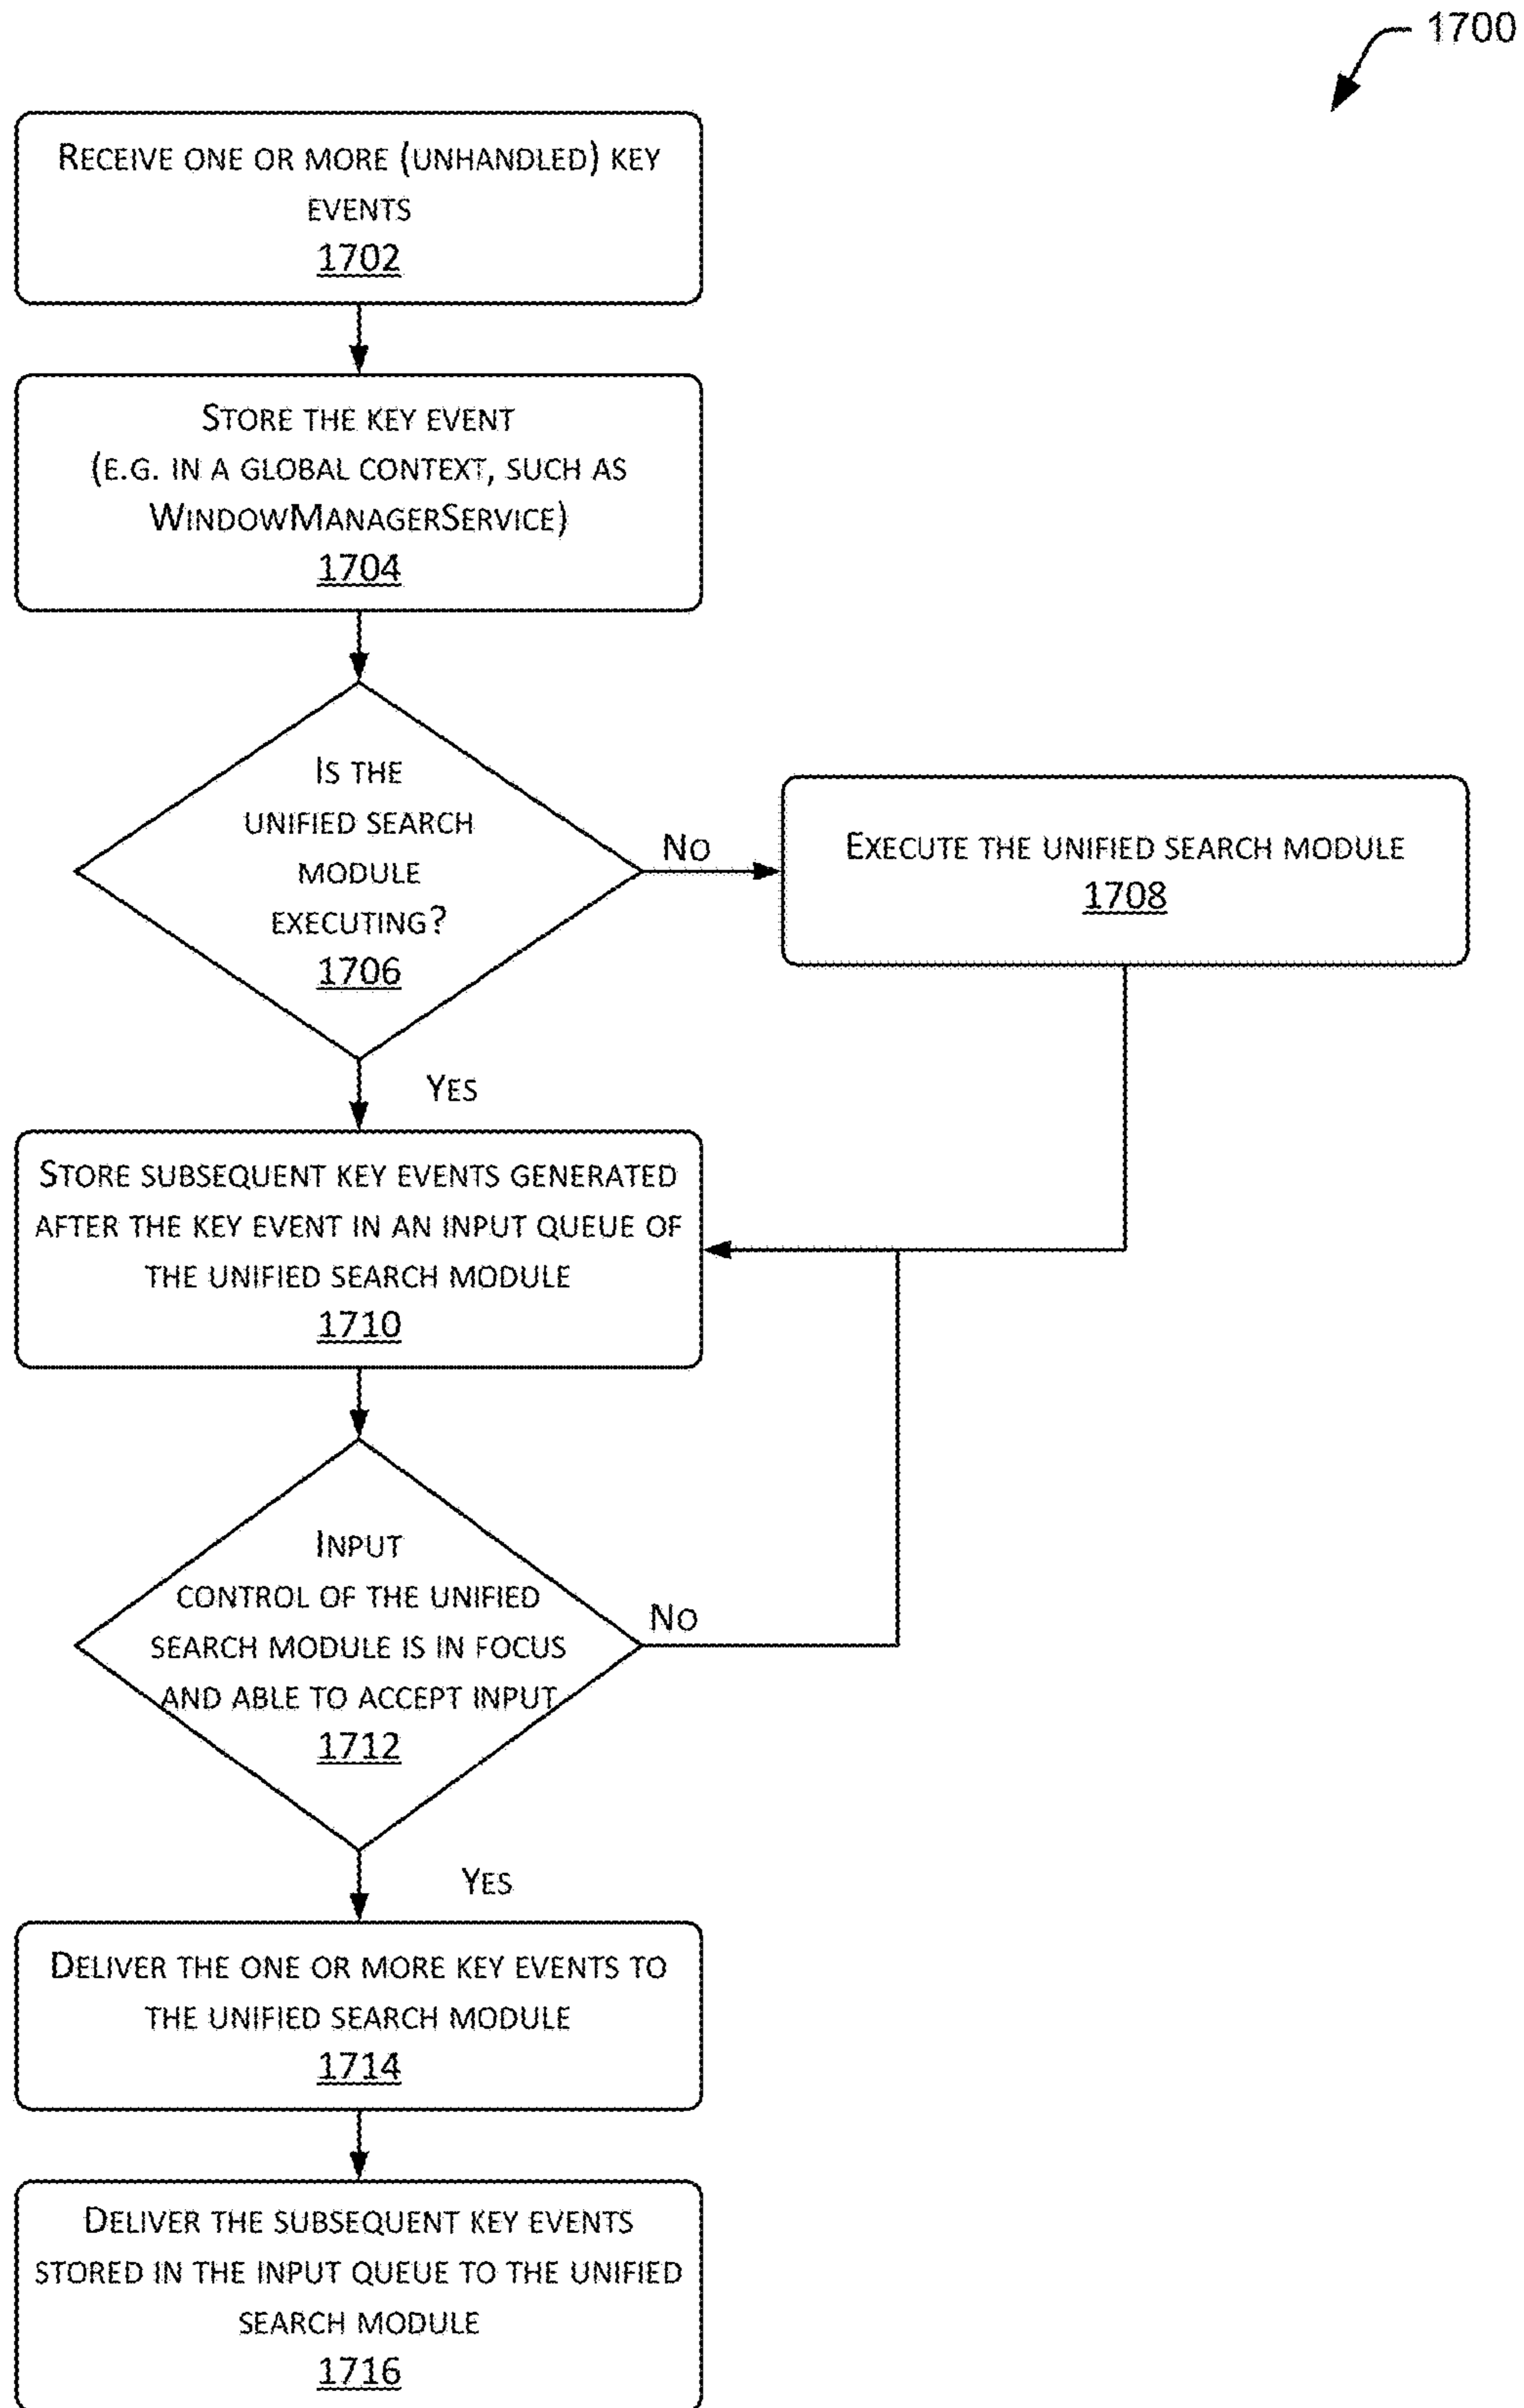 1700
RECEIVE ONE OR MORE (UNHANDLED) KEY
EVENTS
1702
STORE THE KEY EVENT
(E.G. IN A GLOBAL CONTEXT, SUCH AS
WINDOWMANAGERSERVICE)
1704
IS THE
UNIFIED SEARCH
MODULE
EXECUTING?
1706
NO
EXECUTE THE UNIFIED SEARCH MODULE
1708
YES
STORE SUBSEQUENT KEY EVENTS GENERATED
AFTER THE KEY EVENT IN AN INPUT QUEUE OF
THE UNIFIED SEARCH MODULE
1710
INPUT
CONTROL OF THE UNIFIED
SEARCH MODULE IS IN FOCUS
AND ABLE TO ACCEPT INPUT
1712
NO
YES
DELIVER THE ONE OR MORE KEY EVENTS TO
THE UNIFIED SEARCH MODULE
1714
DELIVER THE SUBSEQUENT KEY EVENTS
STORED IN THE INPUT QUEUE TO THE UNIFIED
SEARCH MODULE
1716